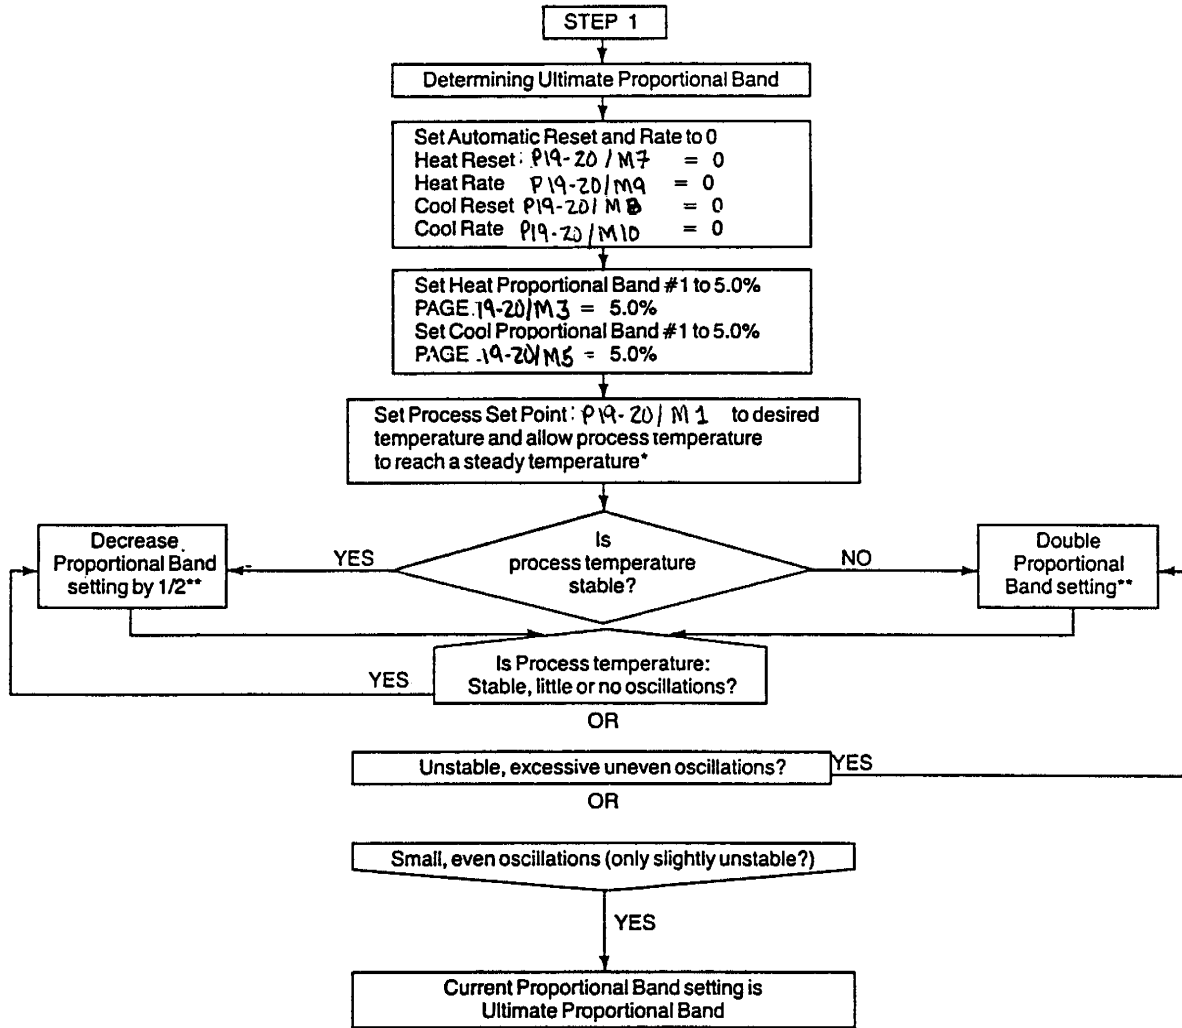 STEP 1
Determining Ultimate Proportional Band
Set Automatic Reset and Rate to 0
Heat Reset: P19-20 / M7 = 0
Heat Rate P19-20/M9 = 0
Cool Reset P19-20/ M8 = 0
Cool Rate P19-20/M10 = 0
Set Heat Proportional Band #1 to 5.0%
PAGE.19-20/M3 = 5.0%
Set Cool Proportional Band #1 to 5.0%
PAGE.19-20/M5 = 5.0%
Set Process Set Point: P19-20/ M1 to desired
temperature and allow process temperature
to reach a steady temperature*
Is
process temperature
stable?
YES
NO
Decrease
Proportional Band
setting by 1/2**
Double
Proportional
Band setting**
Is Process temperature:
Stable, little or no oscillations?
YES
OR
Unstable, excessive uneven oscillations?
YES
OR
Small, even oscillations (only slightly unstable?)
YES
Current Proportional Band setting is
Ultimate Proportional Band